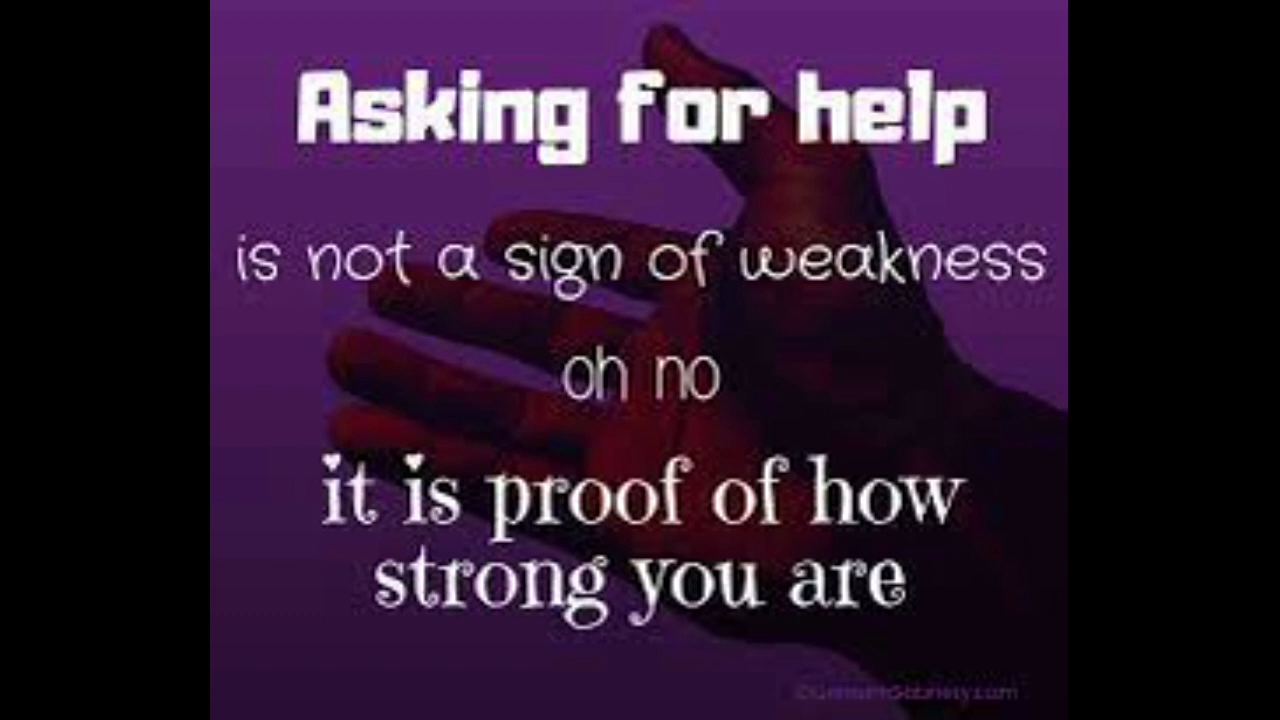 Asking for help
is not a sign of weakness
oh no
it is proof of how
strong you are